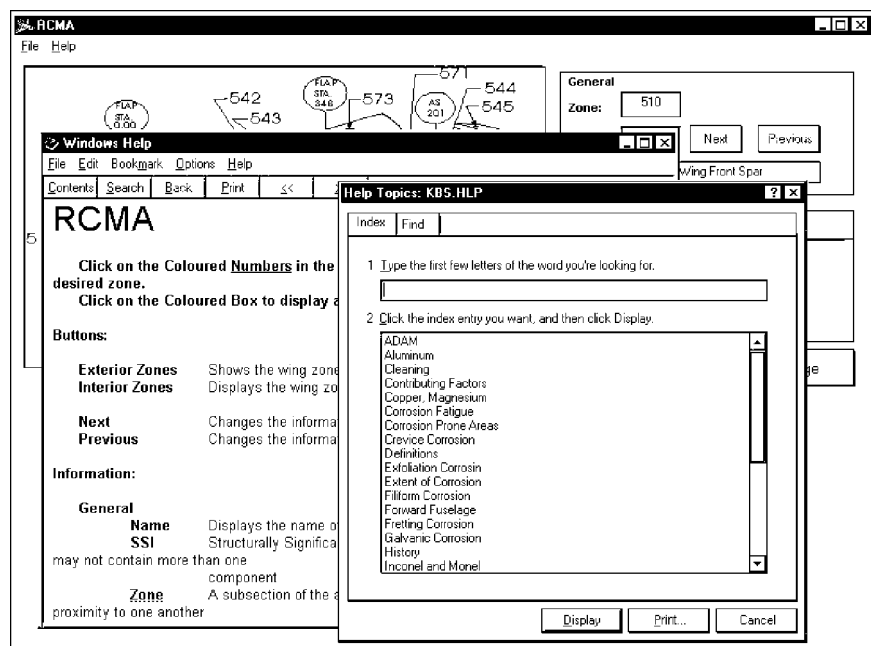 RCMA
File Help
FLAP
STA.
0.00
542
543
FLAP
STA.
346
573
571
AS
201
544
545
General
Zone: 510
Next Previous
Wing Front Spar
5
ge
Windows Help
File Edit Bookmark Options Help
Contents Search Back Print <<
RCMA
Click on the Coloured Numbers in the
desired zone.
Click on the Coloured Box to display a
Buttons:
Exterior Zones Shows the wing zone
Interior Zones Displays the wing zo
Next Changes the informa
Previous Changes the informa
Information:
General
Name Displays the name o
SSI Structurally Significa
may not contain more than one
component
Zone A subsection of the a
proximity to one another
Help Topics: KBS.HLP
Index Find
1 Type the first few letters of the word you're looking for.
2 Click the index entry you want, and then click Display.
ADAM
Aluminum
Cleaning
Contributing Factors
Copper, Magnesium
Corrosion Fatigue
Corrosion Prone Areas
Crevice Corrosion
Definitions
Exfoliation Corrosin
Extent of Corrosion
Filiform Corrosion
Forward Fuselage
Fretting Corrosion
Galvanic Corrosion
History
Inconel and Monel
Display Print... Cancel